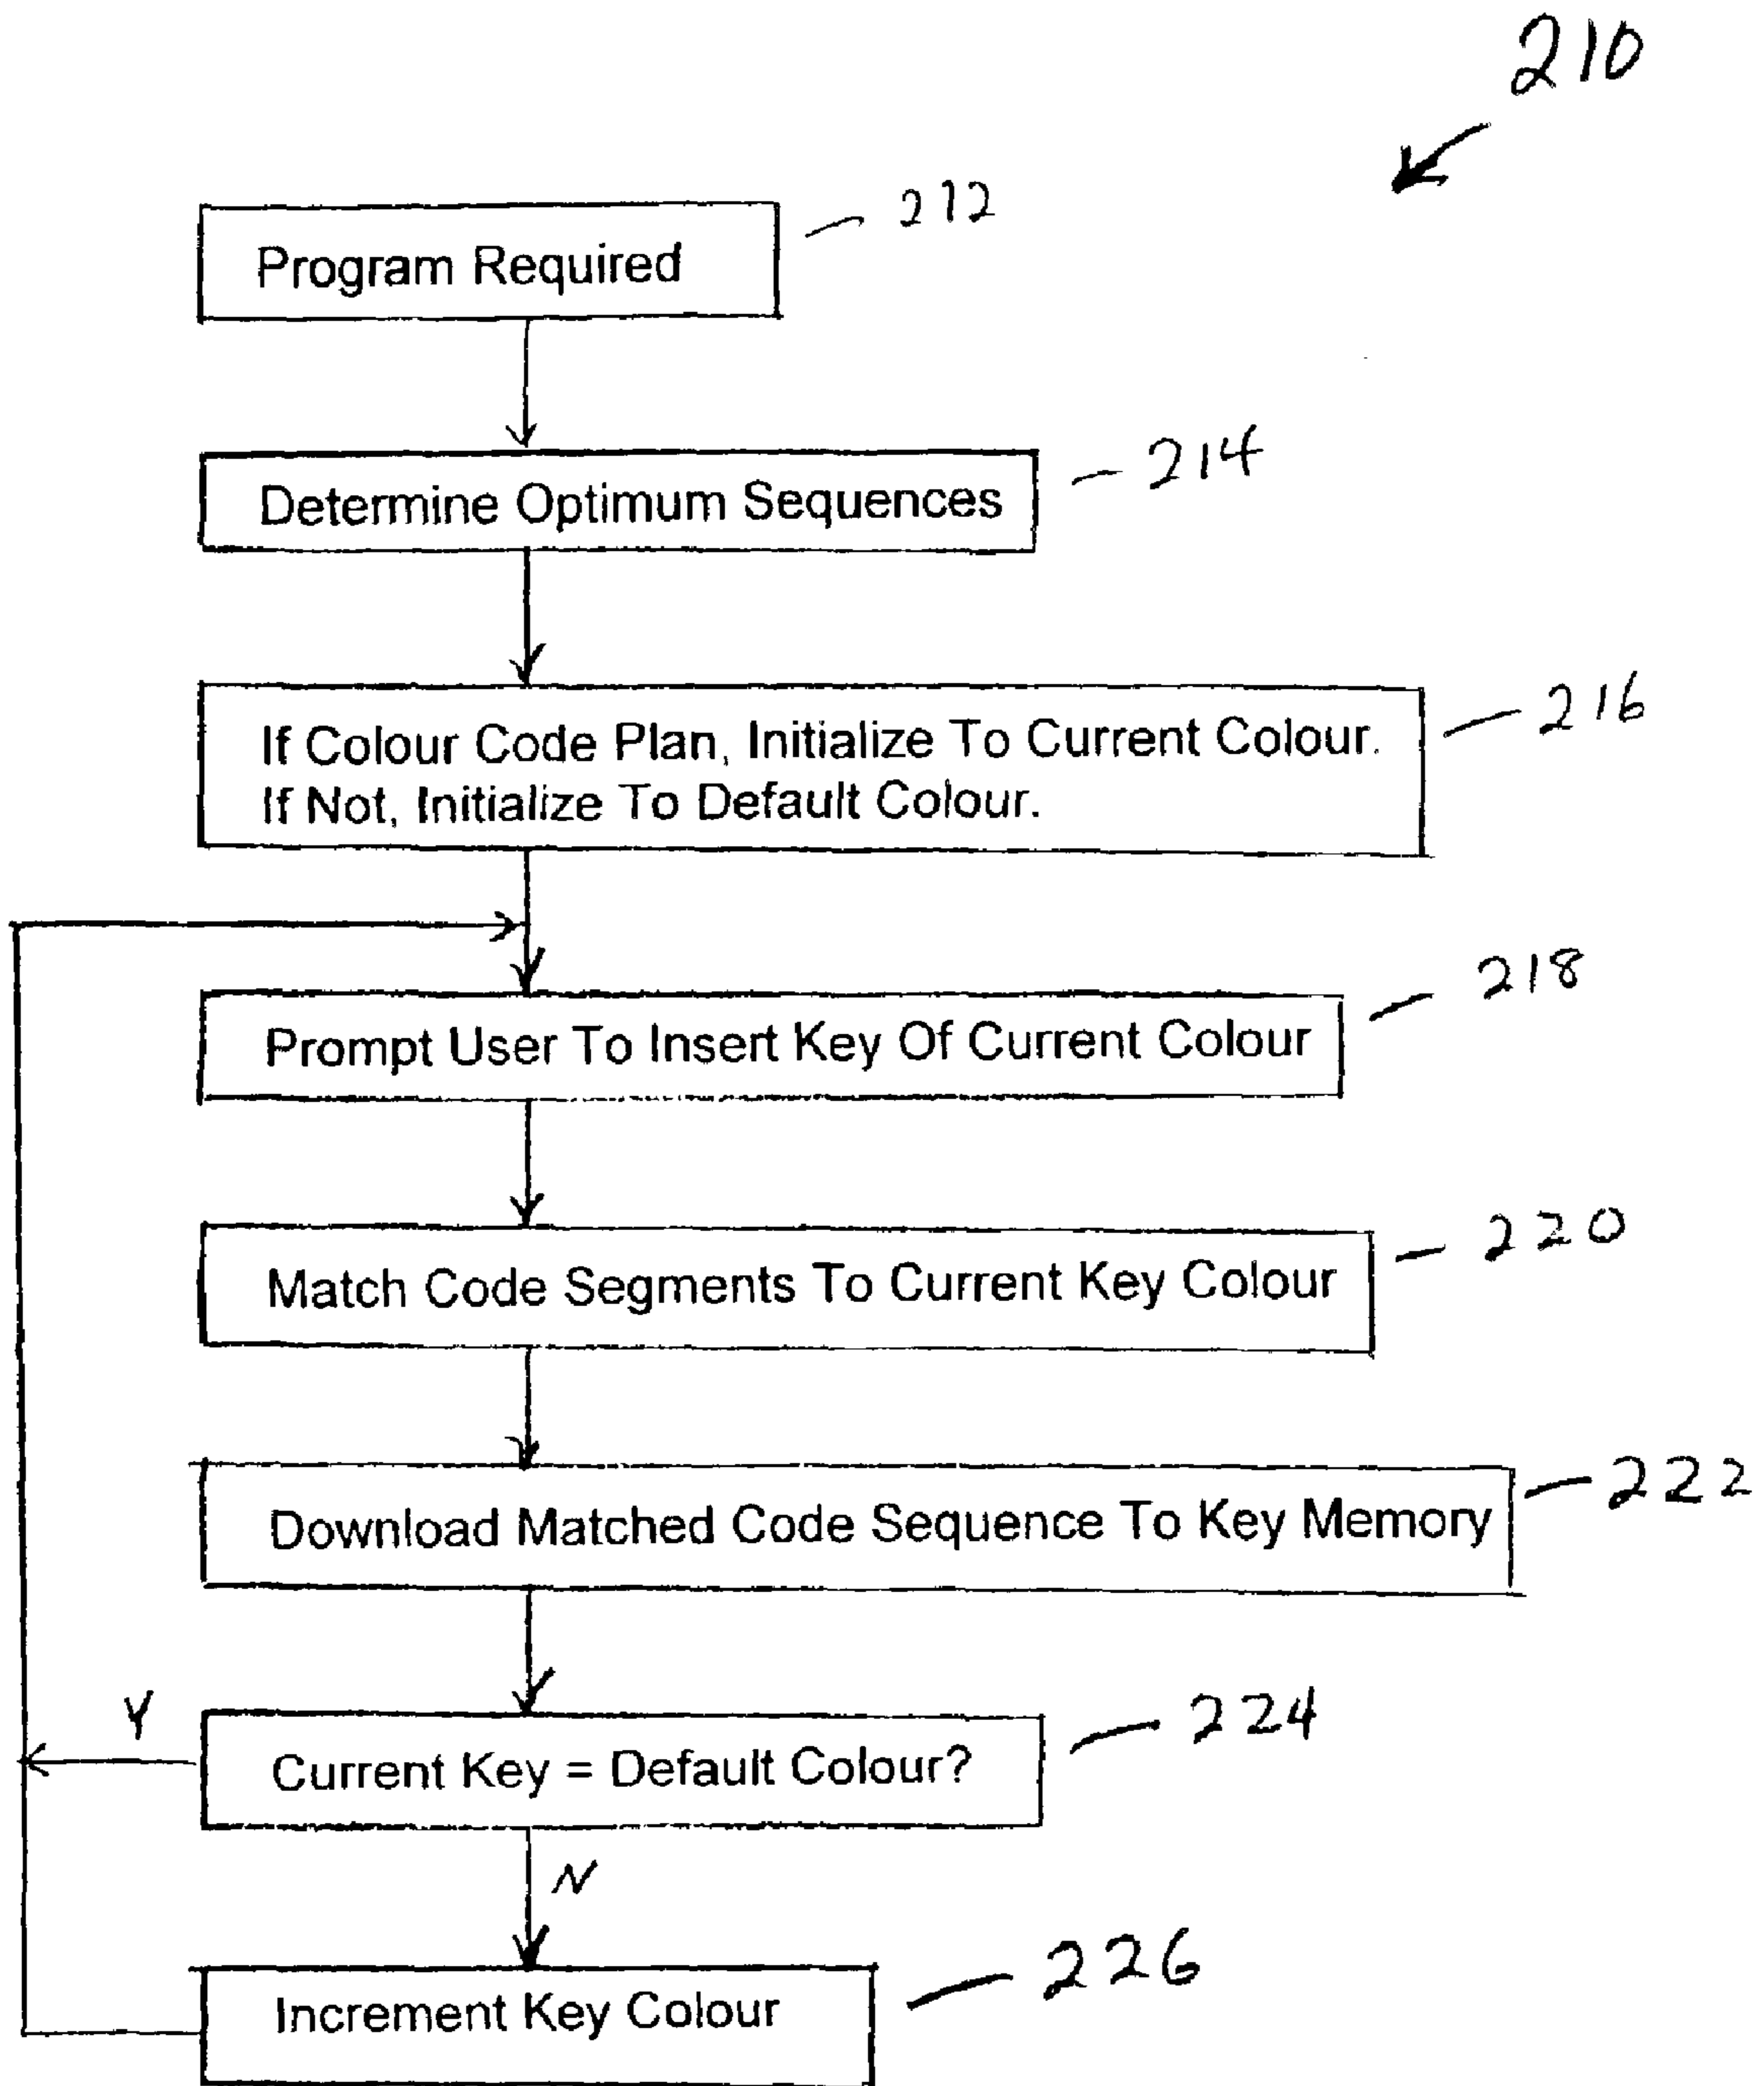 210
Program Required
212
Determine Optimum Sequences
214
If Colour Code Plan, Initialize To Current Colour.
If Not, Initialize To Default Colour.
216
Prompt User To Insert Key Of Current Colour
218
Match Code Segments To Current Key Colour
220
Download Matched Code Sequence To Key Memory
222
Y
Current Key = Default Colour?
224
N
Increment Key Colour
226